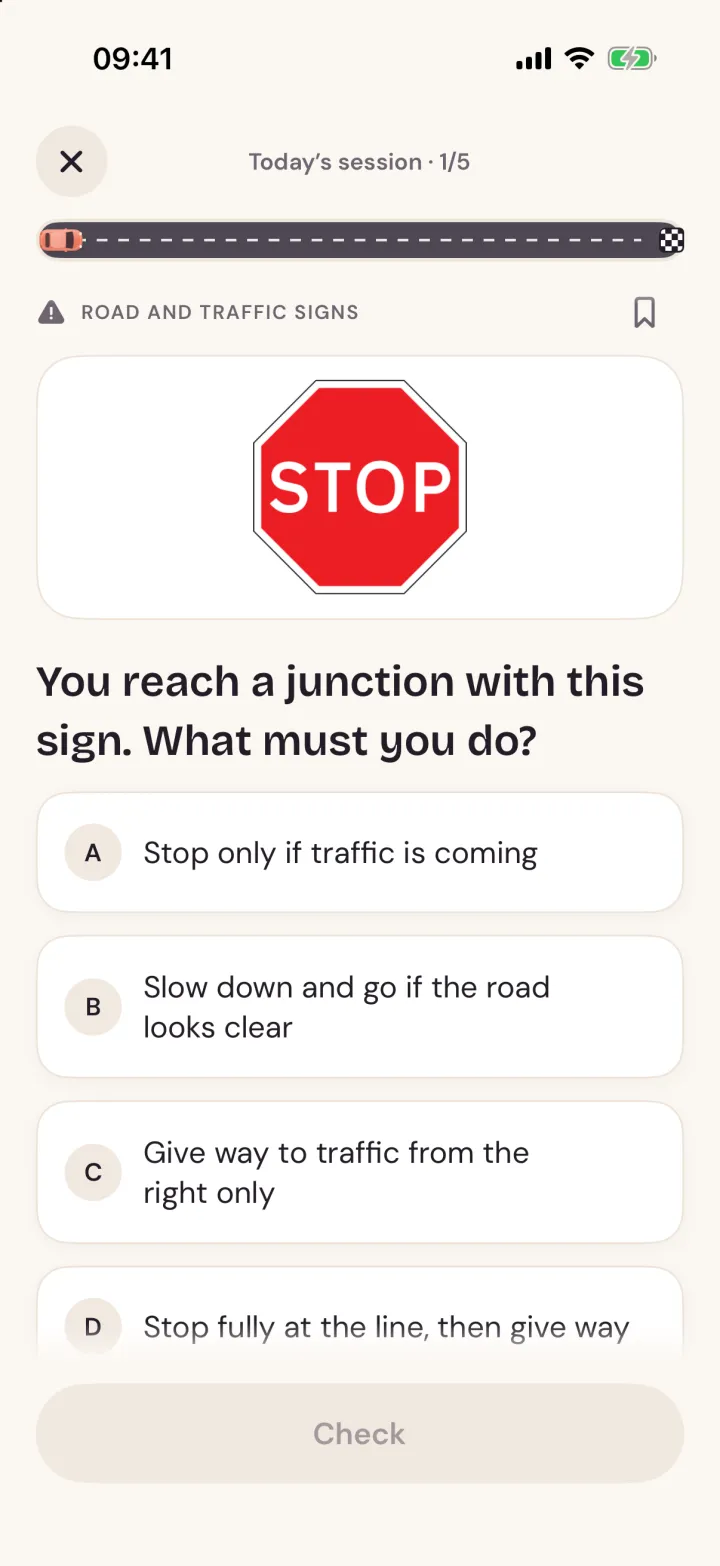 09:41
Today’s session · 1/5
ROAD AND TRAFFIC SIGNS
STOP
You reach a junction with this
sign. What must you do?
A Stop only if traffic is coming
B Slow down and go if the road
looks clear
C Give way to traffic from the
right only
D Stop fully at the line, then give way
Check